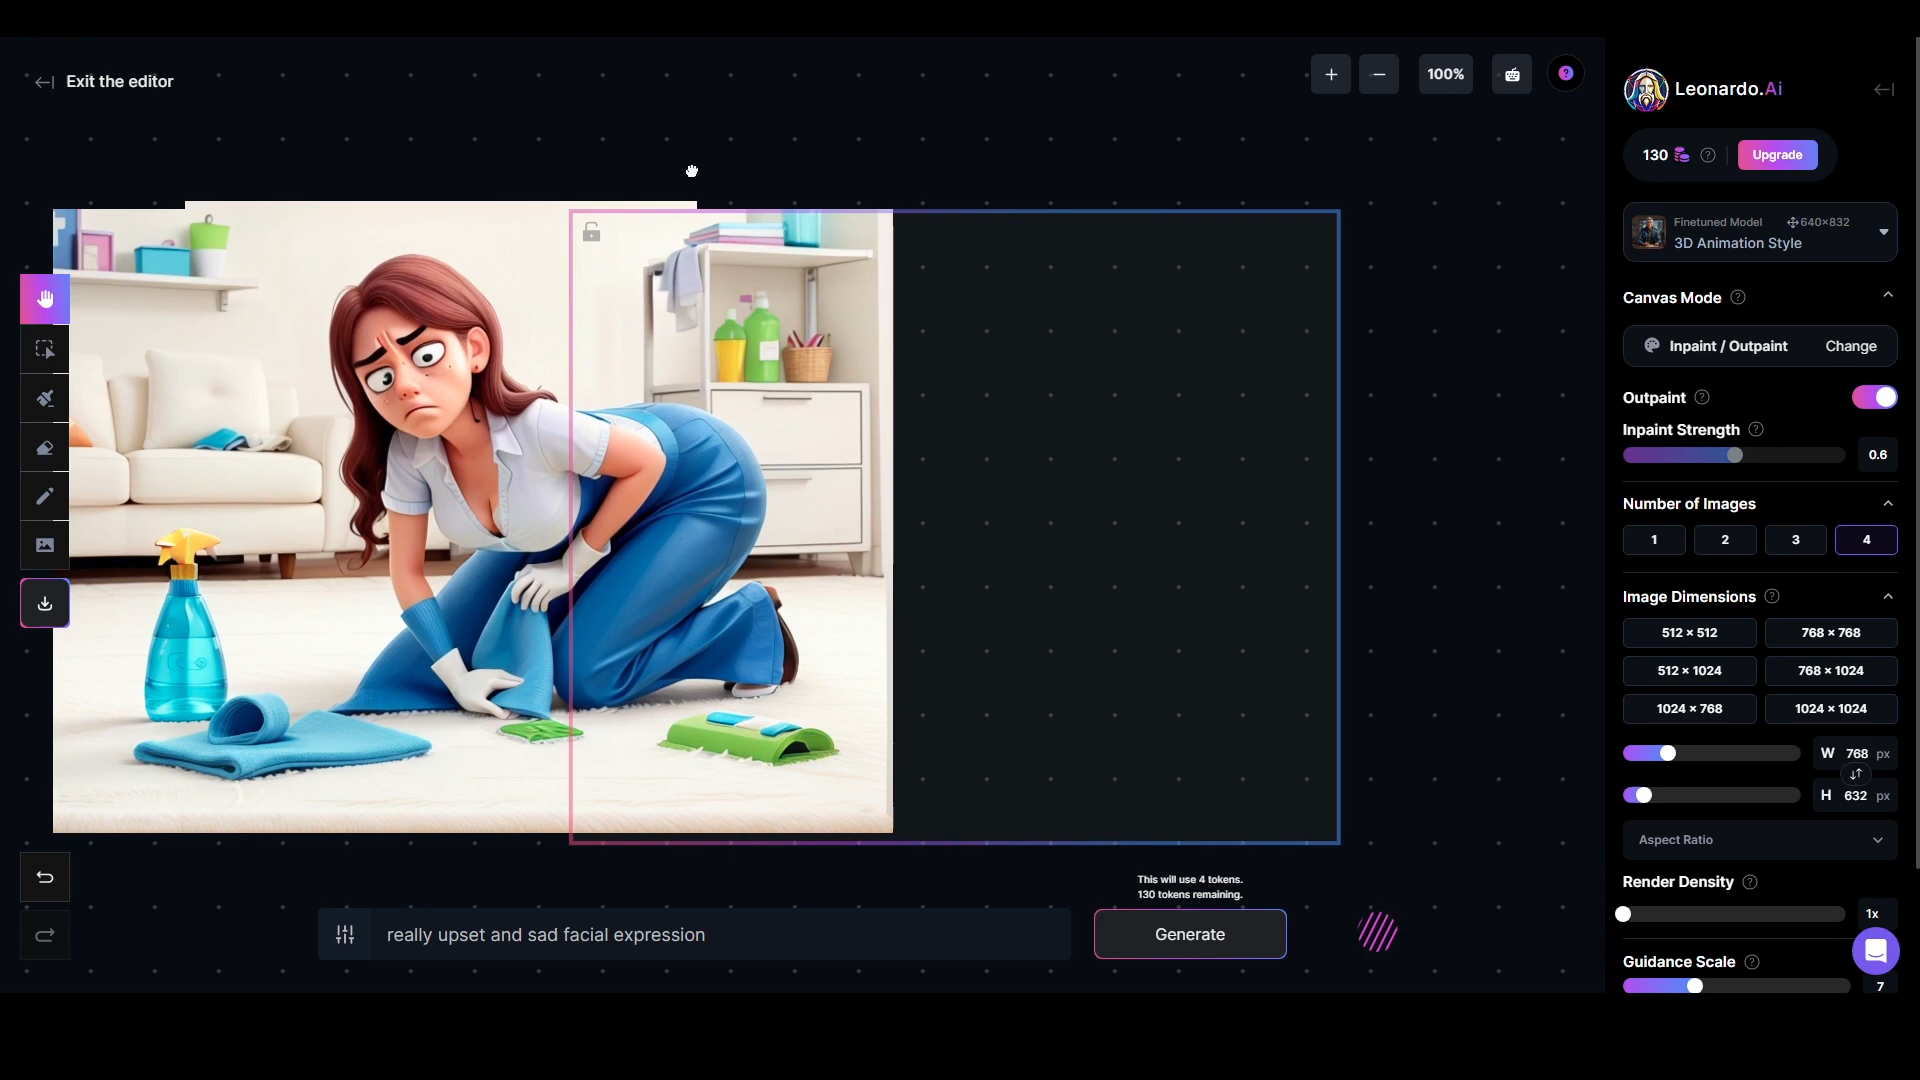 Exit the editor
100%
?
Leonardo.Ai
130
?
Upgrade
Finetuned Model
640×832
3D Animation Style
Canvas Mode
?
Inpaint / Outpaint
Change
Outpaint
?
Inpaint Strength
?
0.6
Number of Images
1
2
3
4
Image Dimensions
?
512 × 512
768 × 768
512 × 1024
768 × 1024
1024 × 768
1024 × 1024
W 768 px
H 632 px
Aspect Ratio
Render Density
?
1x
Guidance Scale
?
7
This will use 4 tokens.
130 tokens remaining.
really upset and sad facial expression
Generate